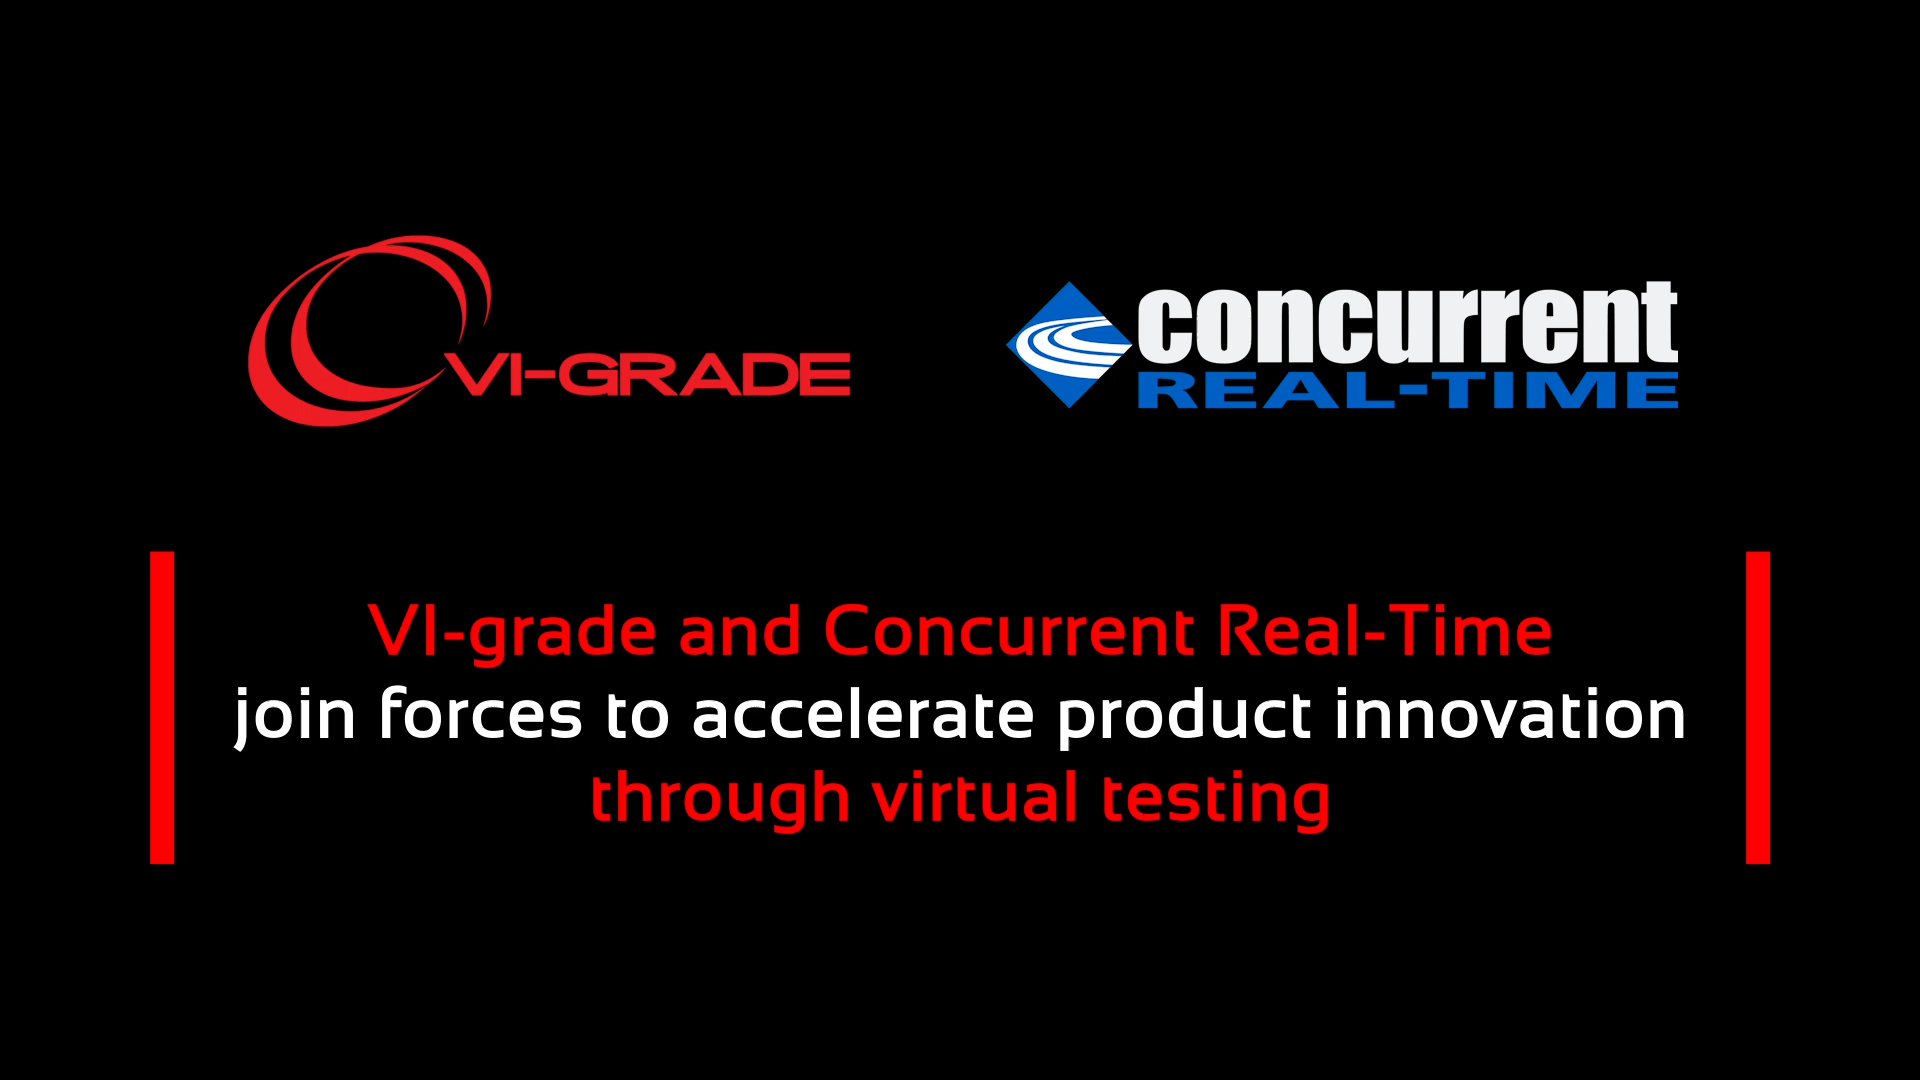 VI-GRADE
concurrent
REAL-TIME
VI-grade and Concurrent Real-Time
join forces to accelerate product innovation
through virtual testing